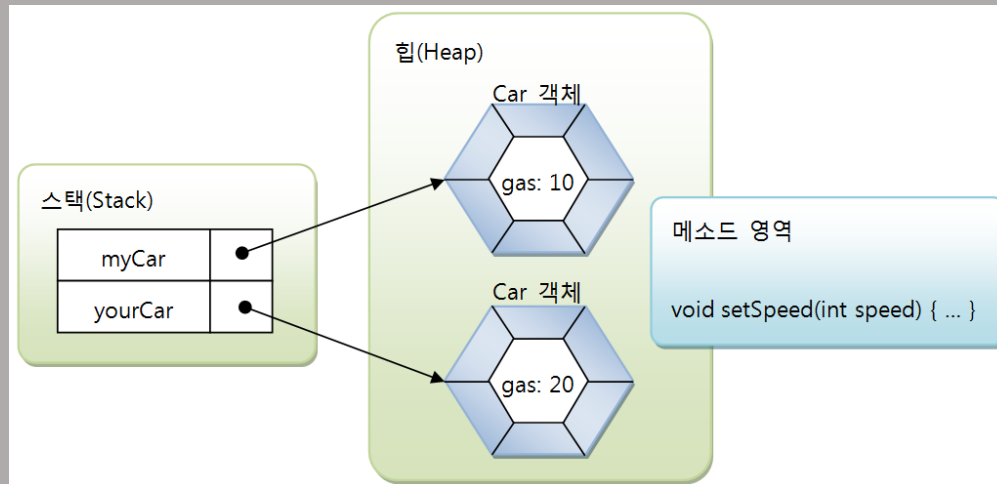 힙(Heap)
Car 객체
gas: 10
스택(Stack)
myCar
yourCar
Car 객체
gas: 20
메소드 영역
void setSpeed(int speed) { ... }